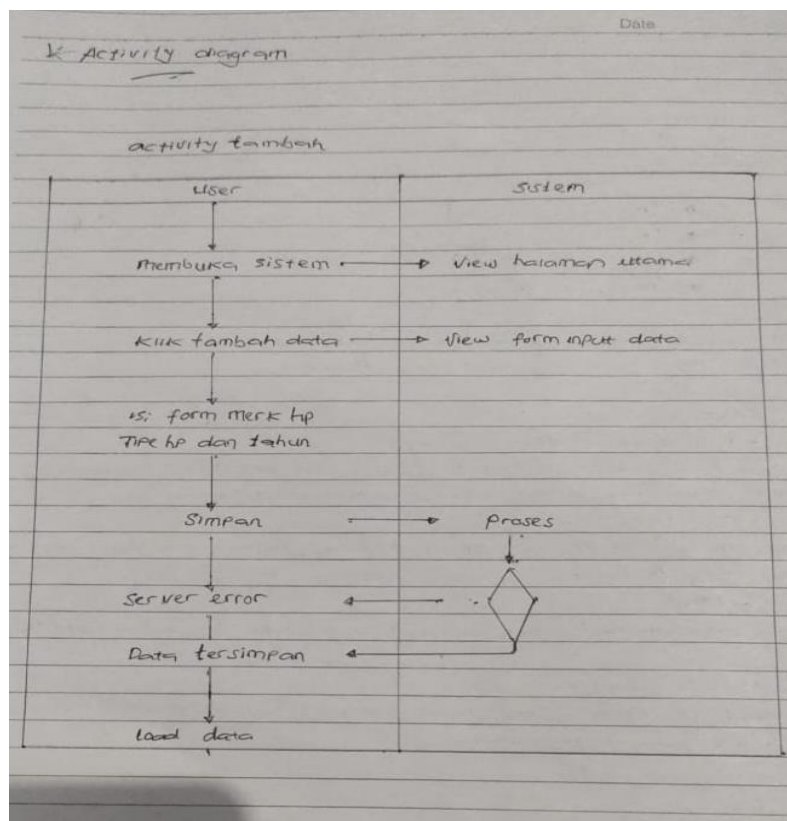 Date
Activity diagram
activity tambah
User Sistem
Membuka sistem View halaman utama
Klik tambah data View form input data
isi form merk hp
Tipe hp dan tahun
Simpan Proses
Server error
Data tersimpan
load data